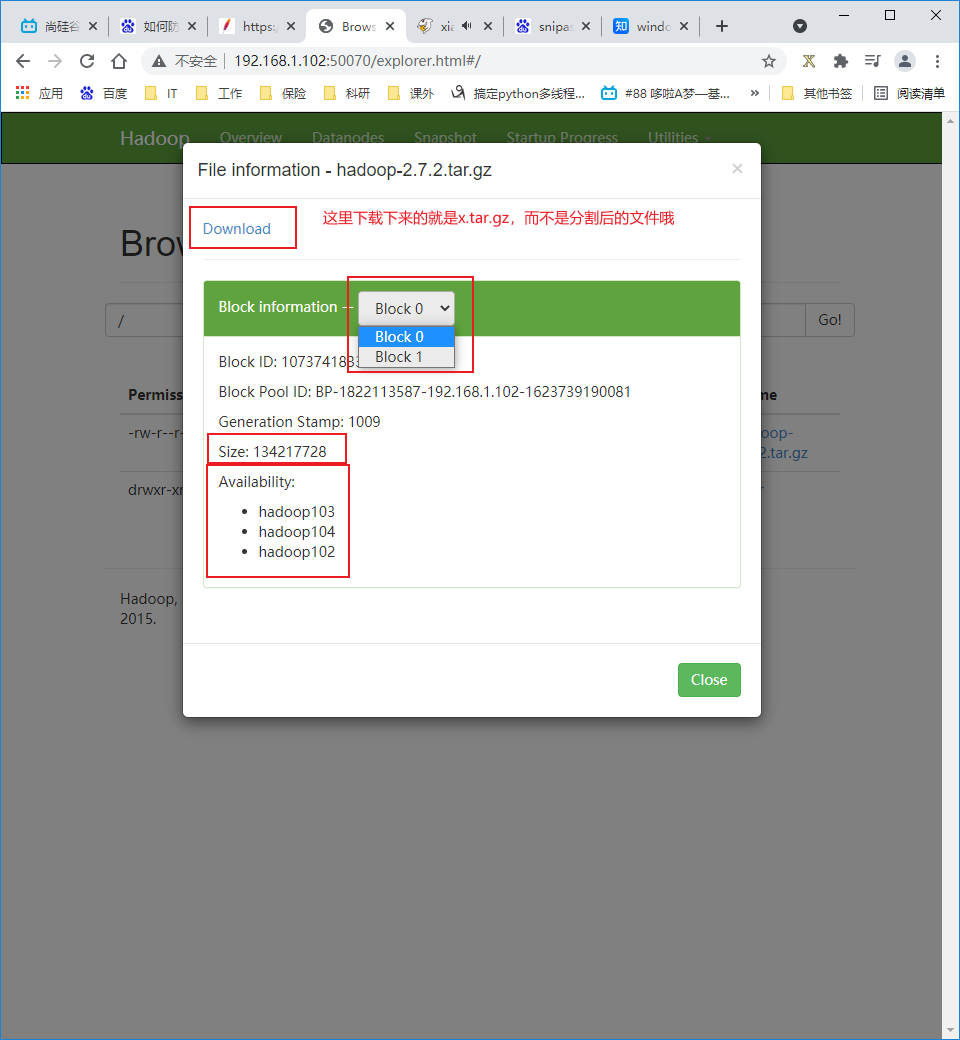 尚硅谷
如何防
https:
Brows
xia
snipas
windo
不安全 192.168.1.102:50070/explorer.html#/
应用 百度 IT 工作 保险 科研 课外 搞定python多线程... #88 哆啦A梦—基... » 其他书签 阅读清单
Hadoop Overview Datanodes Snapshot Startup Progress Utilities
File information - hadoop-2.7.2.tar.gz ×
Download 这里下载下来的就是x.tar.gz，而不是分割后的文件哦
Brow
Block information -- Block 0
/ Go!
Block 0
Block 1
Block ID: 107374183
Block Pool ID: BP-1822113587-192.168.1.102-1623739190081
Permiss me
Generation Stamp: 1009
-rw-r--r- oop-
Size: 134217728 2.tar.gz
Availability:
drwxr-xr
hadoop103
hadoop104
hadoop102
Hadoop,
2015.
Close